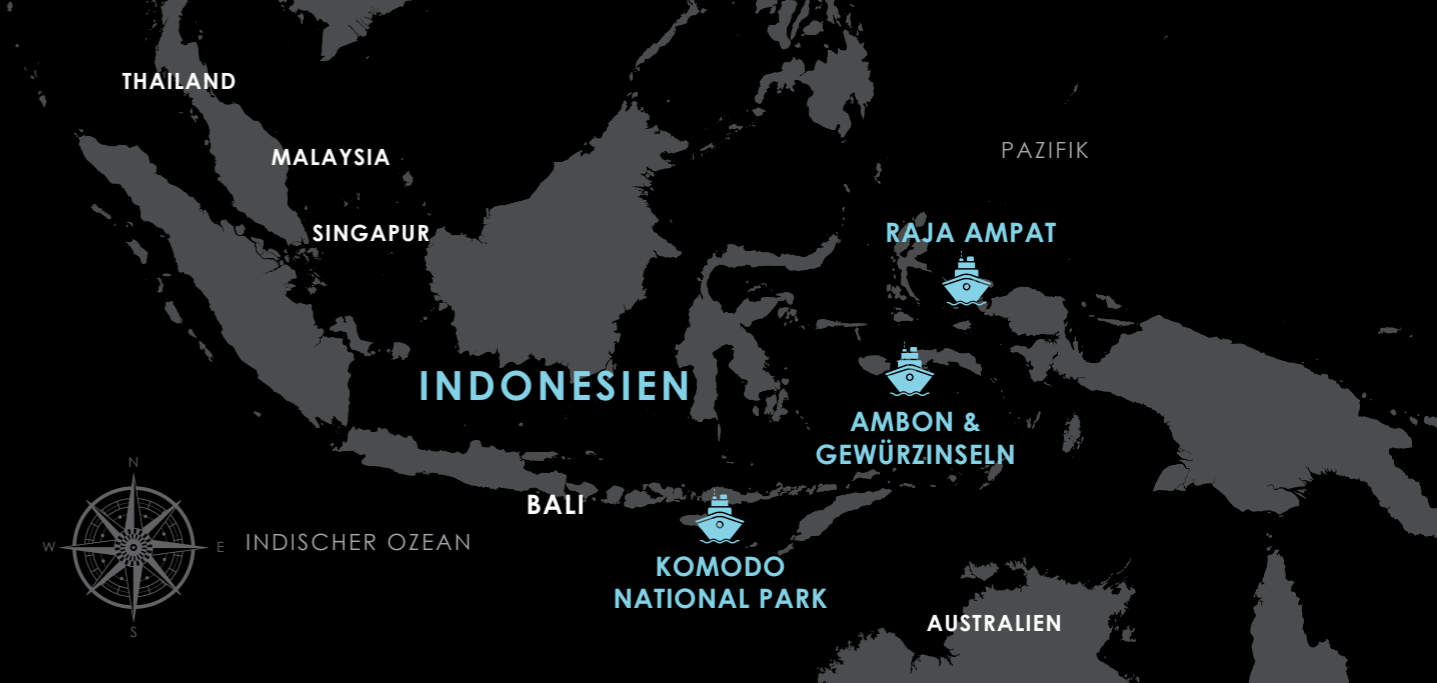 THAILAND
MALAYSIA
PAZIFIK
SINGAPUR
RAJA AMPAT
INDONESIEN
AMBON &
GEWÜRZINSELN
N
BALI
W
E
INDISCHER OZEAN
KOMODO
NATIONAL PARK
S
AUSTRALIEN